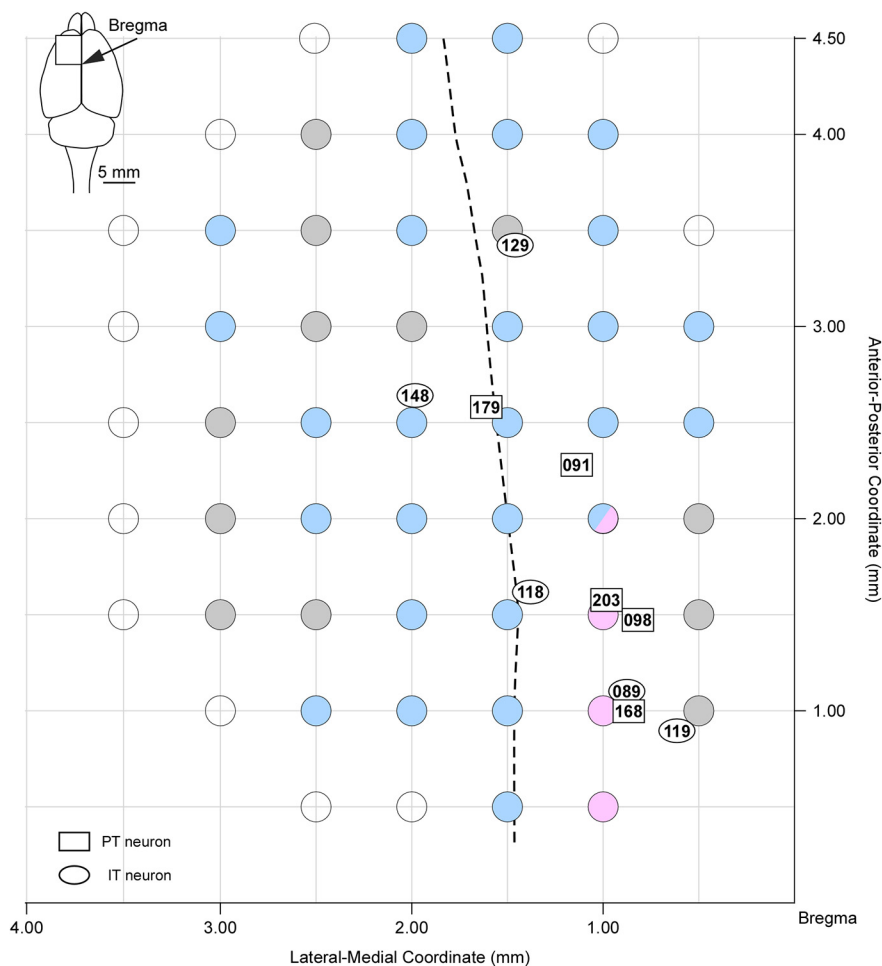 Bregma
5 mm
4.50
4.00
129
3.00
148
179
091
2.00
118
203
098
089
168
1.00
119
PT neuron
IT neuron
Anterior-Posterior Coordinate (mm)
4.00
3.00
2.00
1.00
Bregma
Lateral-Medial Coordinate (mm)